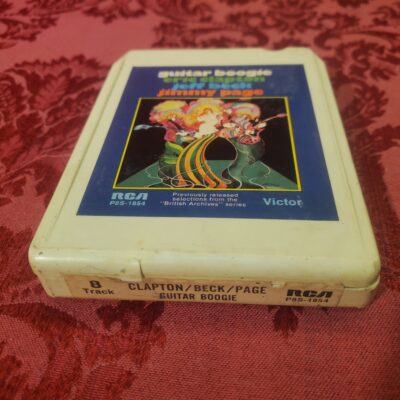 guitar boogie
eric clapton
jeff beck
jimmy page
RCA
P8S-1854
Previously released
selections from the
"British Archives" series
Victor
8
Track
CLAPTON/BECK/PAGE
GUITAR BOOGIE
RCA
P8S-1854